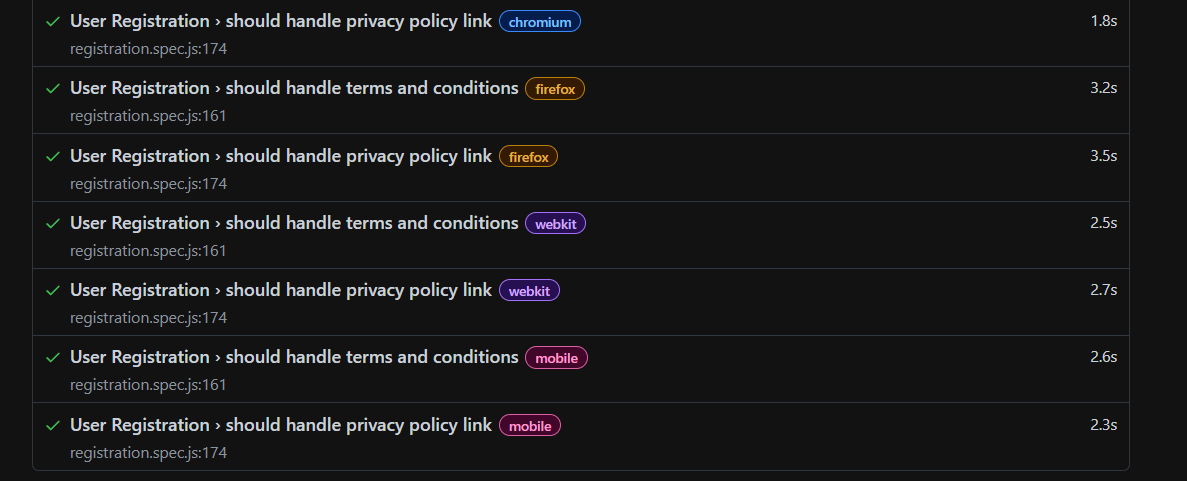 User Registration › should handle privacy policy link chromium 1.8s
registration.spec.js:174
User Registration › should handle terms and conditions firefox 3.2s
registration.spec.js:161
User Registration › should handle privacy policy link firefox 3.5s
registration.spec.js:174
User Registration › should handle terms and conditions webkit 2.5s
registration.spec.js:161
User Registration › should handle privacy policy link webkit 2.7s
registration.spec.js:174
User Registration › should handle terms and conditions mobile 2.6s
registration.spec.js:161
User Registration › should handle privacy policy link mobile 2.3s
registration.spec.js:174